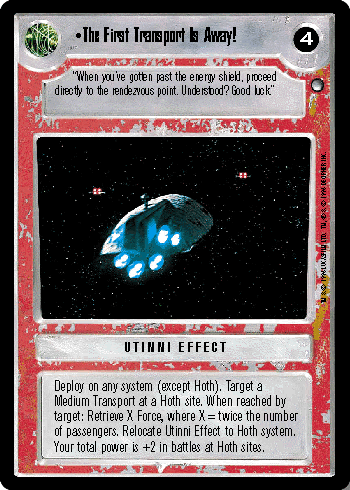 •The First Transport Is Away!
4
"When you've gotten past the energy shield, proceed
directly to the rendezvous point. Understood? Good luck."
UTINNI EFFECT
Deploy on any system (except Hoth). Target a
Medium Transport at a Hoth site. When reached by
target: Retrieve X Force, where X = twice the number
of passengers. Relocate Utinni Effect to Hoth system.
Your total power is +2 in battles at Hoth sites.